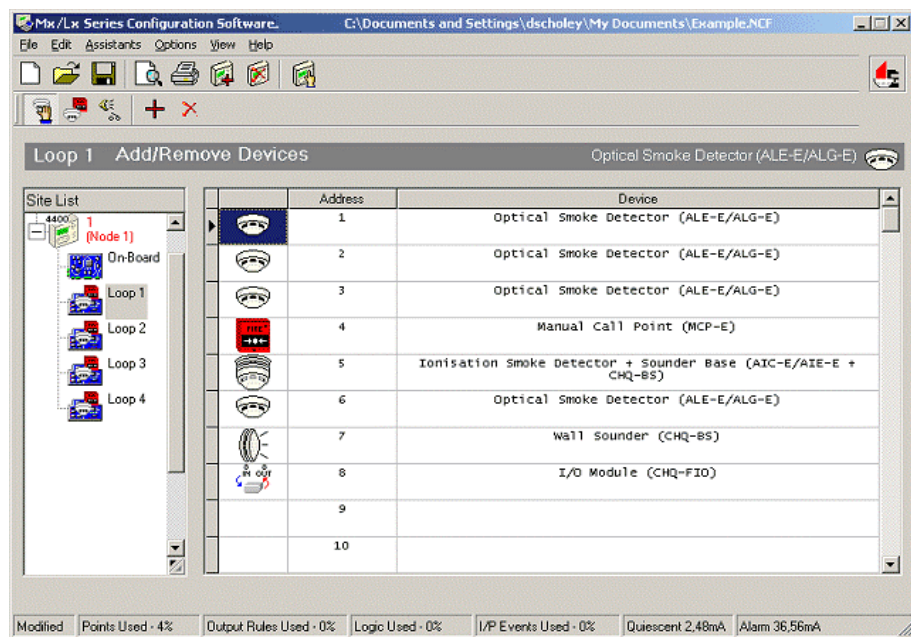 Mx/Lx Series Configuration Software. C:\Documents and Settings\dscholey\My Documents\Example.NCF
File Edit Assistants Options View Help
Loop 1 Add/Remove Devices Optical Smoke Detector (ALE-E/ALG-E)
Site List
4400
1
(Node 1)
On-Board
Loop 1
Loop 2
Loop 3
Loop 4
Address Device
1 Optical Smoke Detector (ALE-E/ALG-E)
2 Optical Smoke Detector (ALE-E/ALG-E)
3 Optical Smoke Detector (ALE-E/ALG-E)
FIRE
4 Manual Call Point (MCP-E)
5 Ionisation Smoke Detector + Sounder Base (AIC-E/AIE-E +
CHQ-BS)
6 Optical Smoke Detector (ALE-E/ALG-E)
7 Wall Sounder (CHQ-BS)
IN OUT
8 I/O Module (CHQ-FIO)
9
10
Modified Points Used - 4% Output Rules Used - 0% Logic Used - 0% I/P Events Used - 0% Quiescent 2,48mA Alarm 36,56mA